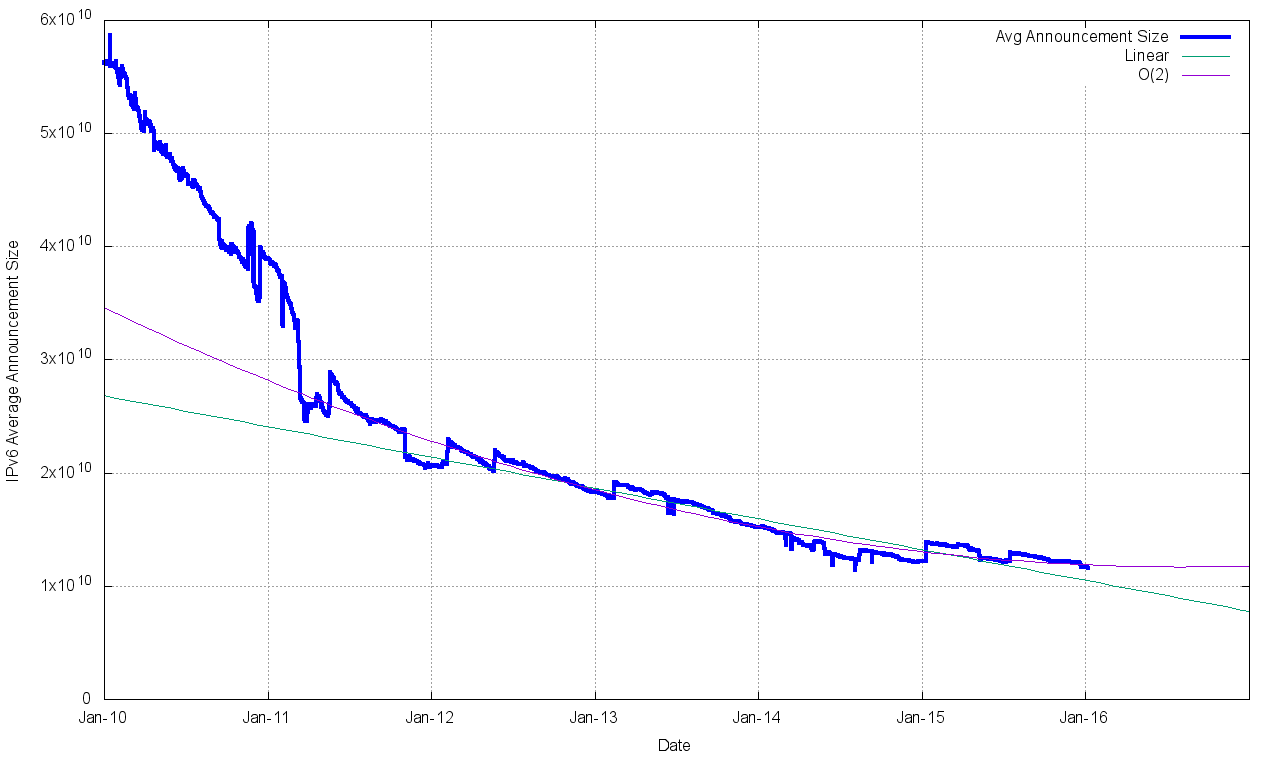 6x10^10
Avg Announcement Size
Linear
O(2)
5x10^10
4x10^10
3x10^10
2x10^10
1x10^10
0
IPv6 Average Announcement Size
Jan-10 Jan-11 Jan-12 Jan-13 Jan-14 Jan-15 Jan-16
Date